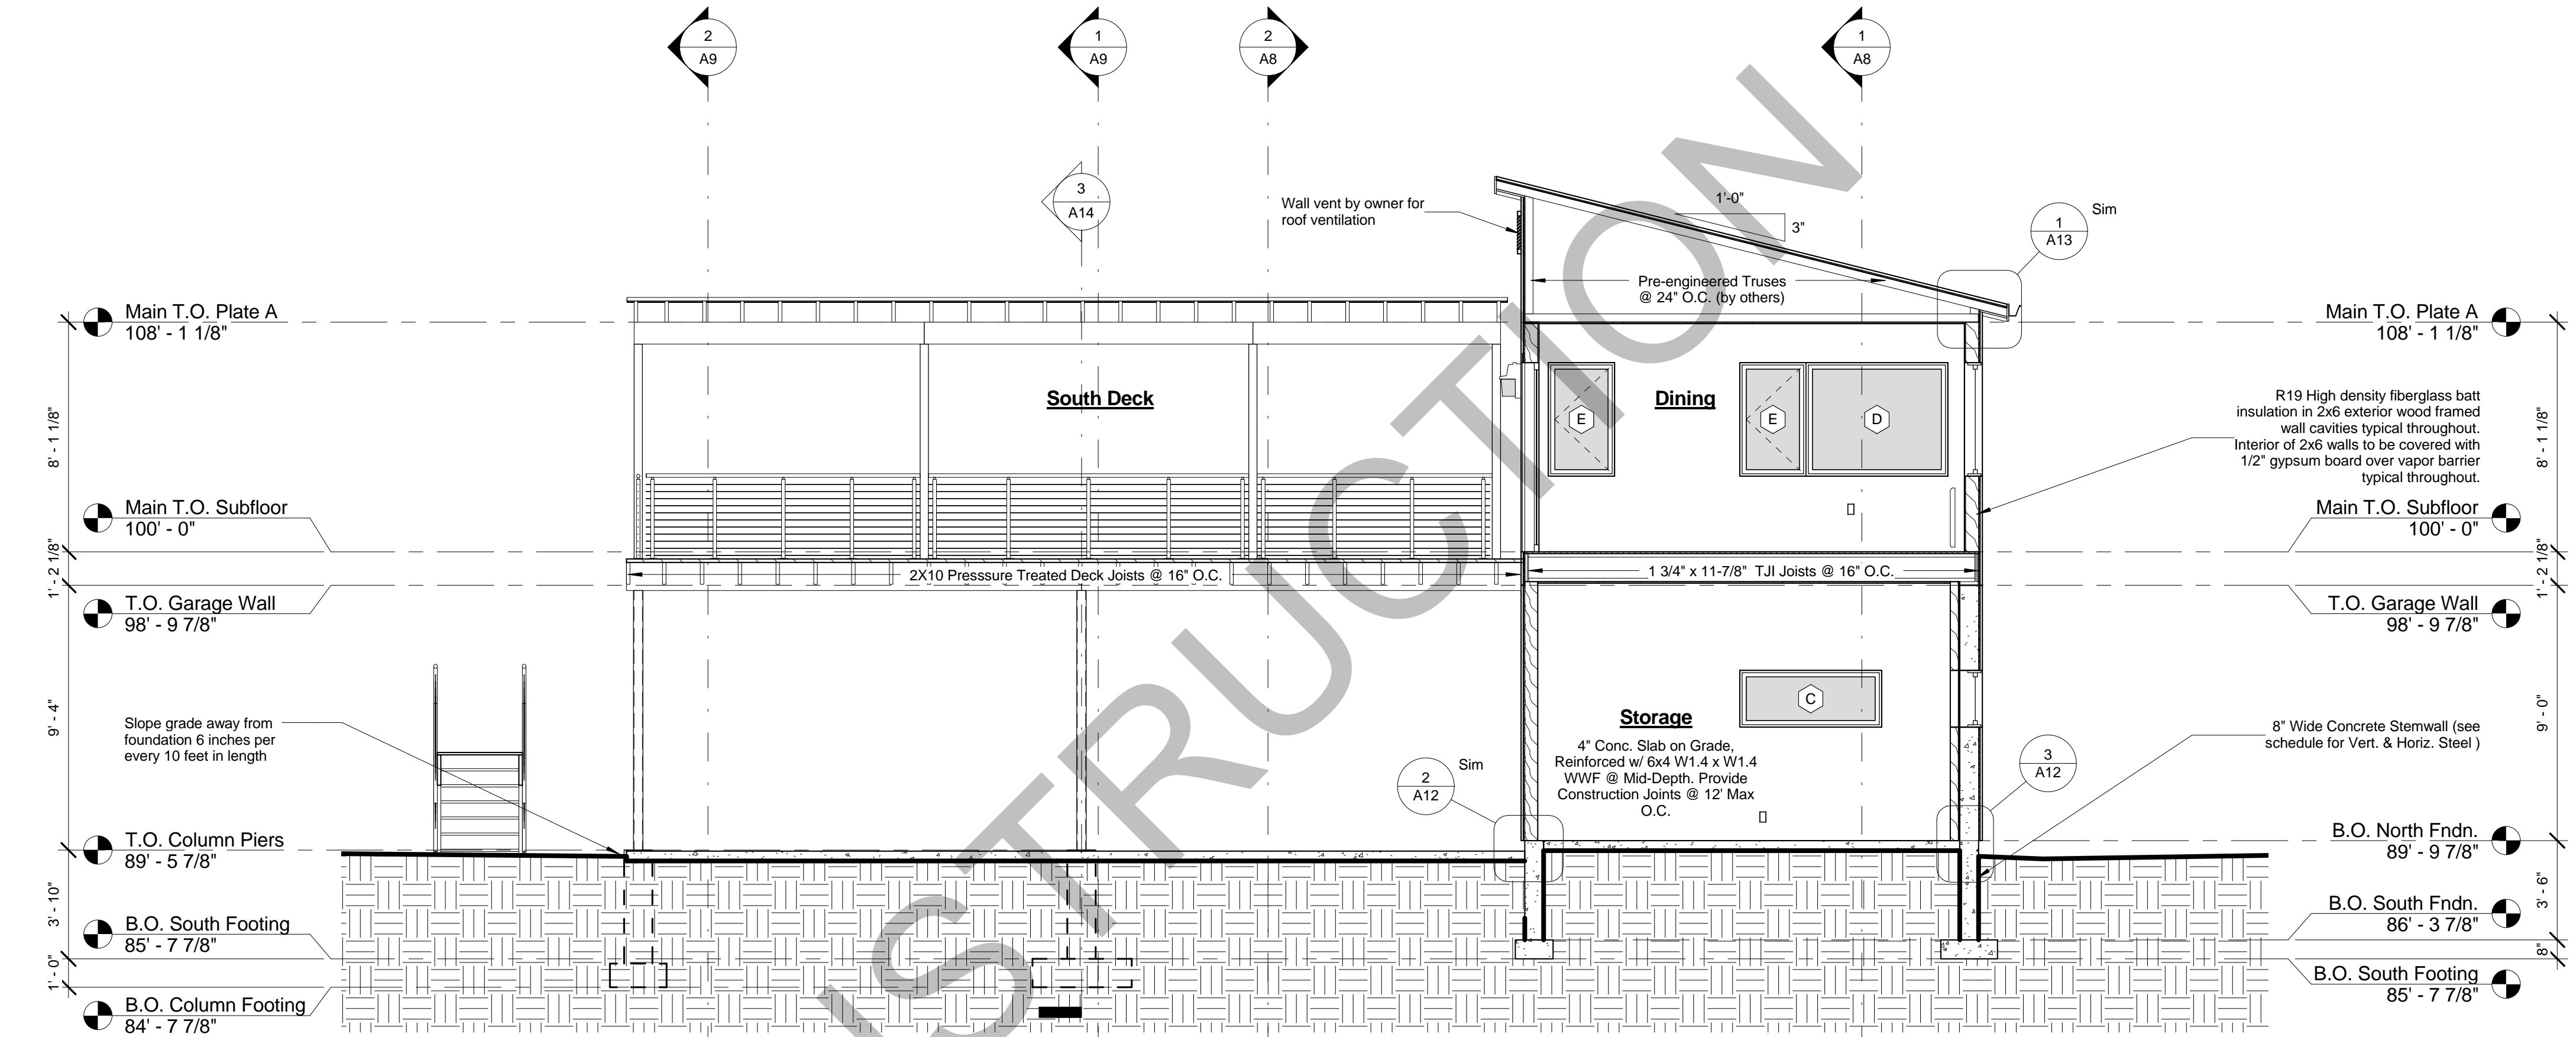 2
A9
1
A9
2
A8
1
A8
3
A14
Wall vent by owner for
roof ventilation
1'-0"
3"
1
A13
Sim
Pre-engineered Truses
@ 24" O.C. (by others)
Main T.O. Plate A
108' - 1 1/8"
Main T.O. Plate A
108' - 1 1/8"
South Deck
Dining
E
E
D
R19 High density fiberglass batt
insulation in 2x6 exterior wood framed
wall cavities typical throughout.
Interior of 2x6 walls to be covered with
1/2" gypsum board over vapor barrier
typical throughout.
8' - 1 1/8"
8' - 1 1/8"
Main T.O. Subfloor
100' - 0"
Main T.O. Subfloor
100' - 0"
1' - 2 1/8"
1' - 2 1/8"
2X10 Presssure Treated Deck Joists @ 16" O.C.
1 3/4" x 11-7/8" TJI Joists @ 16" O.C.
T.O. Garage Wall
98' - 9 7/8"
T.O. Garage Wall
98' - 9 7/8"
9' - 4"
9' - 0"
Slope grade away from
foundation 6 inches per
every 10 feet in length
C
Storage
4" Conc. Slab on Grade,
Reinforced w/ 6x4 W1.4 x W1.4
WWF @ Mid-Depth. Provide
Construction Joints @ 12' Max
O.C.
8" Wide Concrete Stemwall (see
schedule for Vert. & Horiz. Steel )
2
A12
Sim
3
A12
T.O. Column Piers
89' - 5 7/8"
B.O. North Fndn.
89' - 9 7/8"
3' - 10"
3' - 6"
B.O. South Footing
85' - 7 7/8"
B.O. South Fndn.
86' - 3 7/8"
1' - 0"
8"
B.O. Column Footing
84' - 7 7/8"
B.O. South Footing
85' - 7 7/8"
STRUCTION